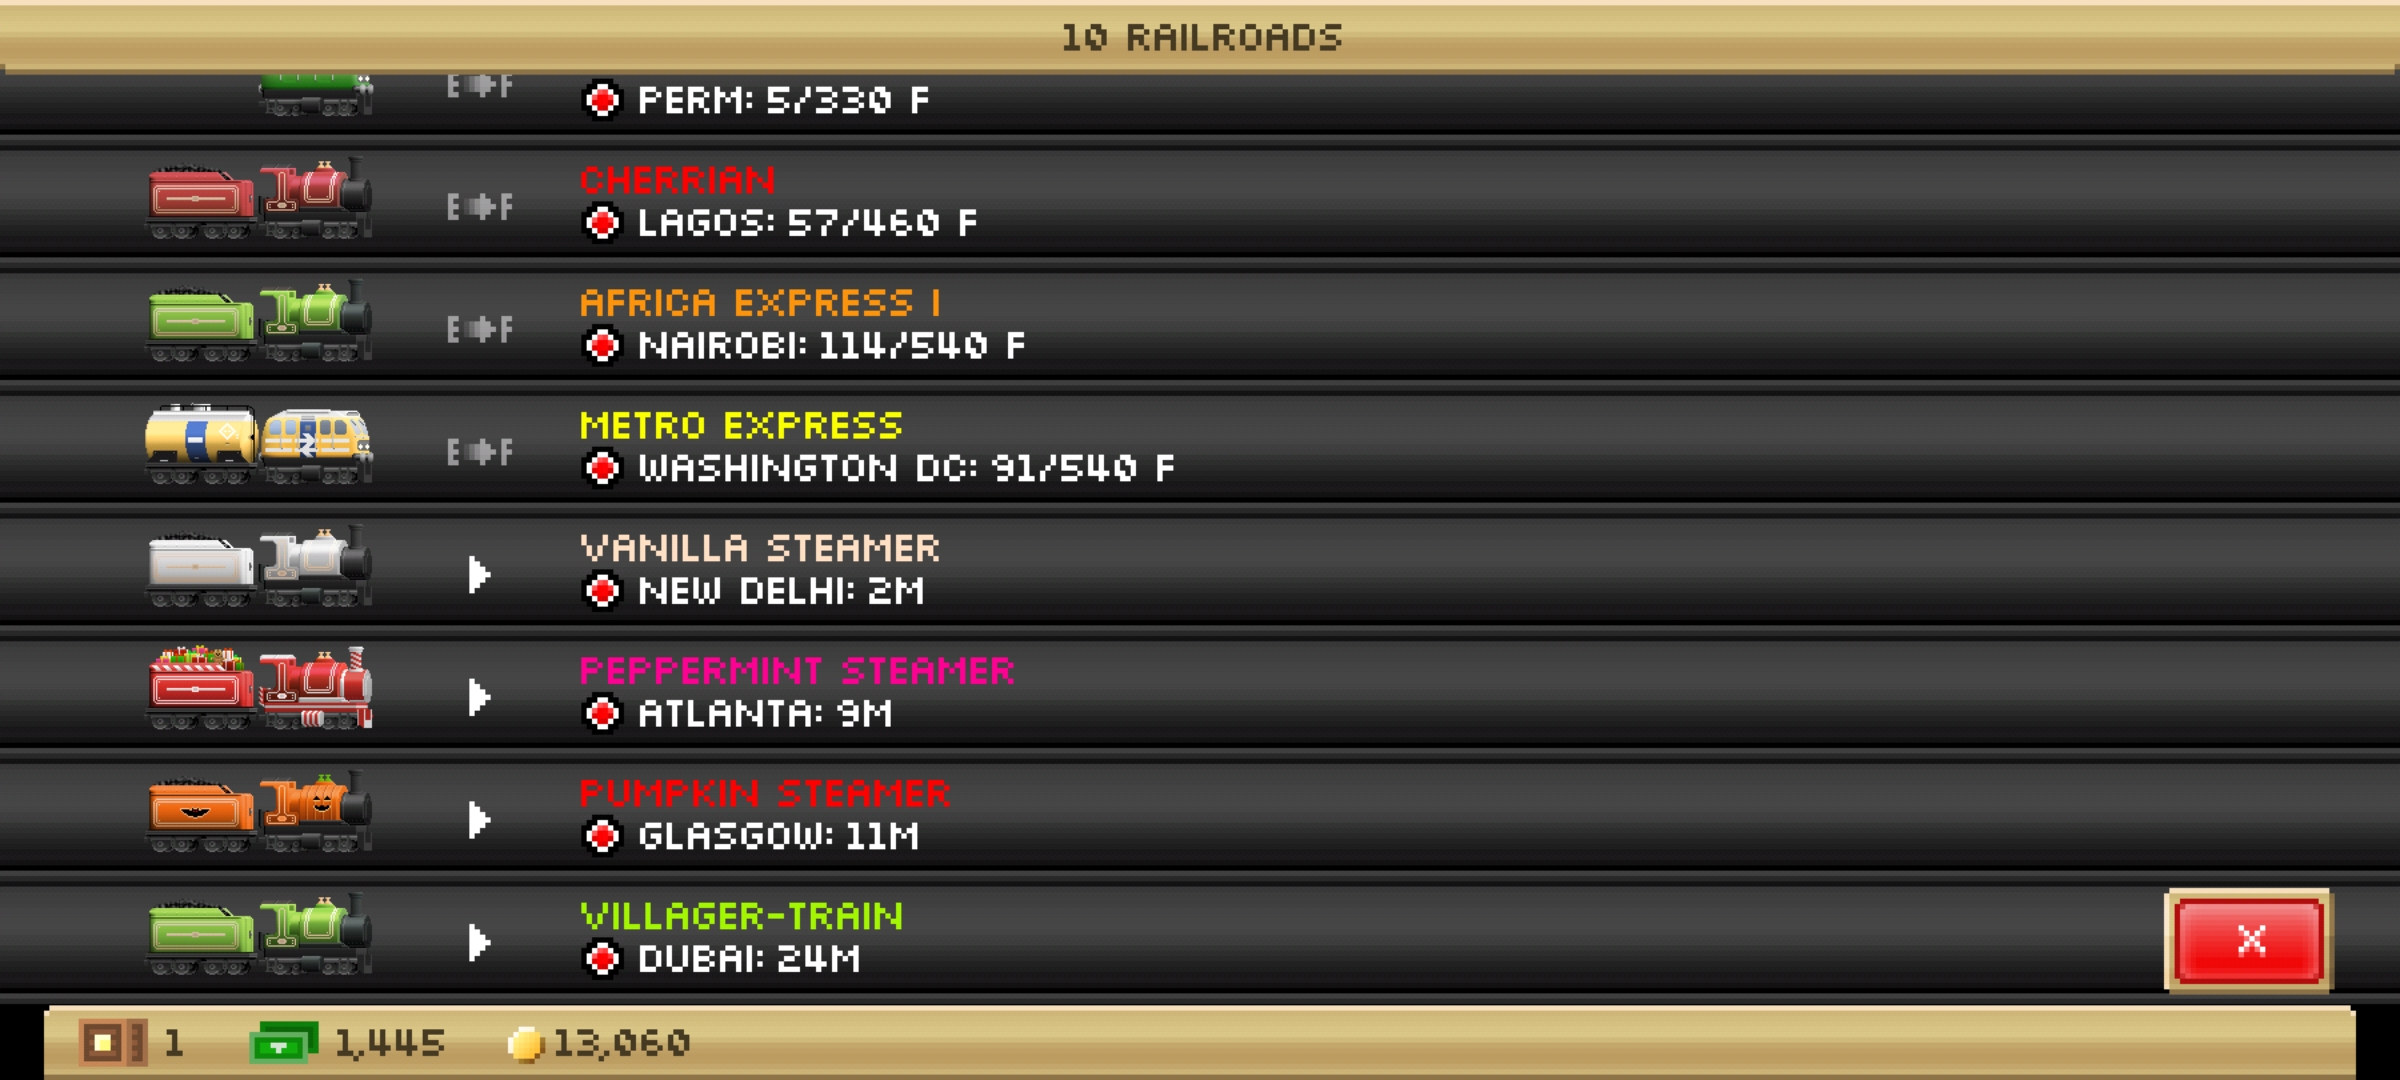 10 RAILROADS
E F
PERM: 5/330 F
CHERRIAN
E F
LAGOS: 57/460 F
AFRICA EXPRESS I
E F
NAIROBI: 114/540 F
METRO EXPRESS
E F
WASHINGTON DC: 91/540 F
VANILLA STEAMER
NEW DELHI: 2M
PEPPERMINT STEAMER
ATLANTA: 9M
PUMPKIN STEAMER
GLASGOW: 11M
VILLAGER-TRAIN
DUBAI: 24M
X
1 1,445 13,060